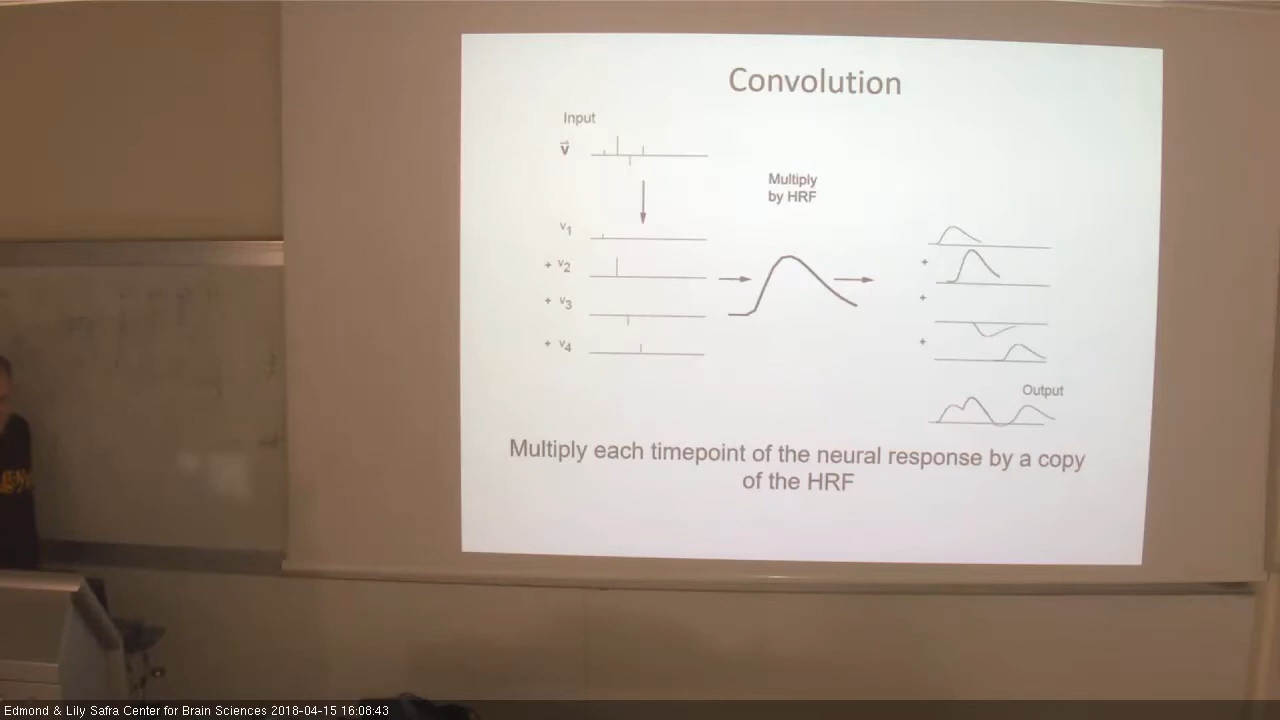 Convolution
Input
v
Multiply
by HRF
v1
+ v2
+ v3
+ v4
+
+
+
Output
Multiply each timepoint of the neural response by a copy
of the HRF
Edmond & Lily Safra Center for Brain Sciences 2018-04-15 16:08:43